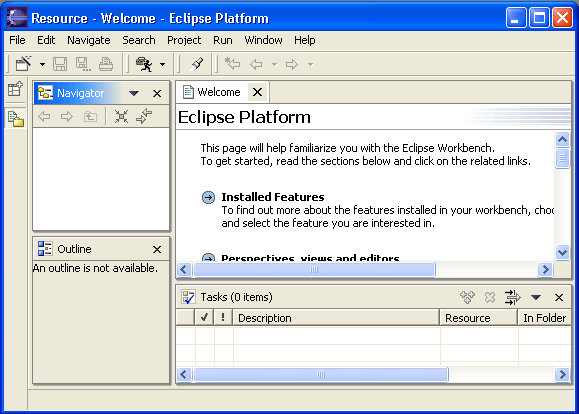 Resource - Welcome - Eclipse Platform
File Edit Navigate Search Project Run Window Help
Navigator
Welcome
Eclipse Platform
This page will help familiarize you with the Eclipse Workbench.
To get started, read the sections below and click on the related links.
Installed Features
To find out more about the features installed in your workbench, choo
and select the feature you are interested in.
Perspectives, views and editors
Outline
An outline is not available.
Tasks (0 items)
! Description Resource In Folder